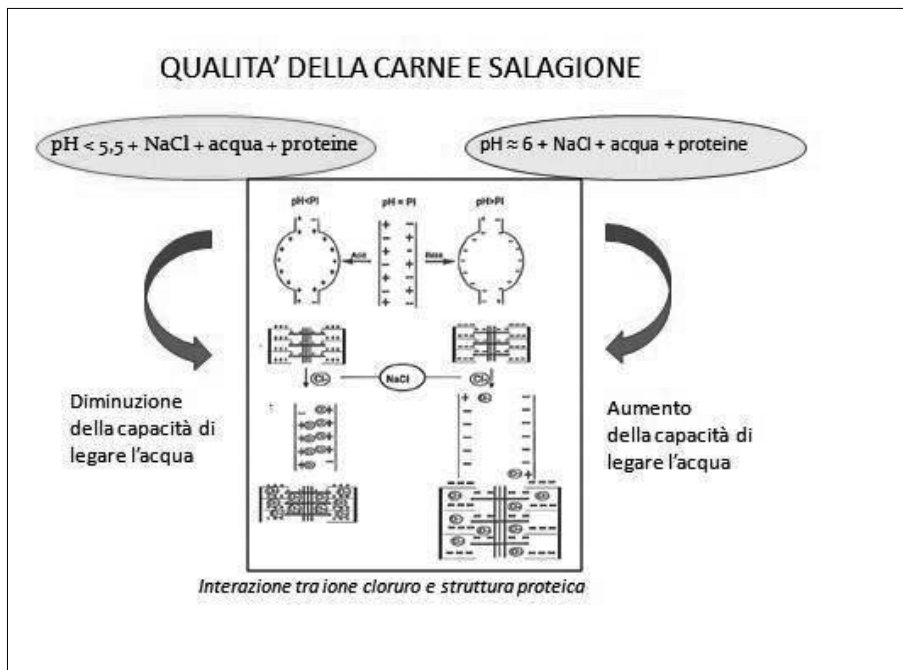 QUALITA' DELLA CARNE E SALAGIONE
pH < 5,5 + NaCl + acqua + proteine
pH ≈ 6 + NaCl + acqua + proteine
pH<PI
pH = PI
pH>PI
Acid
Base
Cl-
NaCl
Cl-
Diminuzione
della capacità di
legare l'acqua
Aumento
della capacità di
legare l'acqua
Interazione tra ione cloruro e struttura proteica